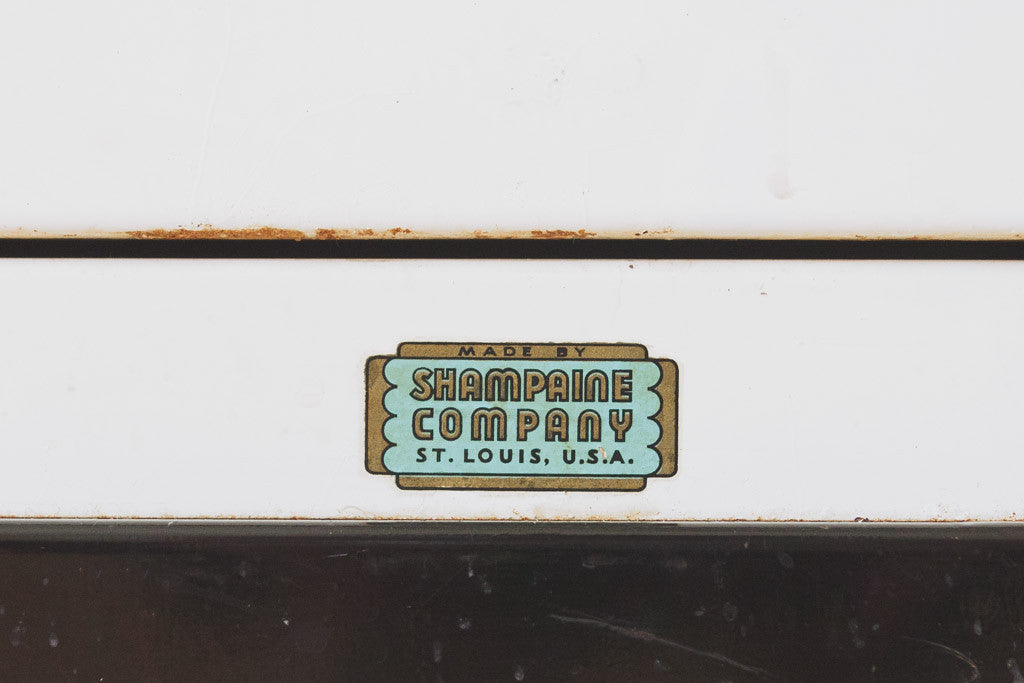 MADE BY
SHAMPAINE
COMPANY
ST. LOUIS, U.S.A.